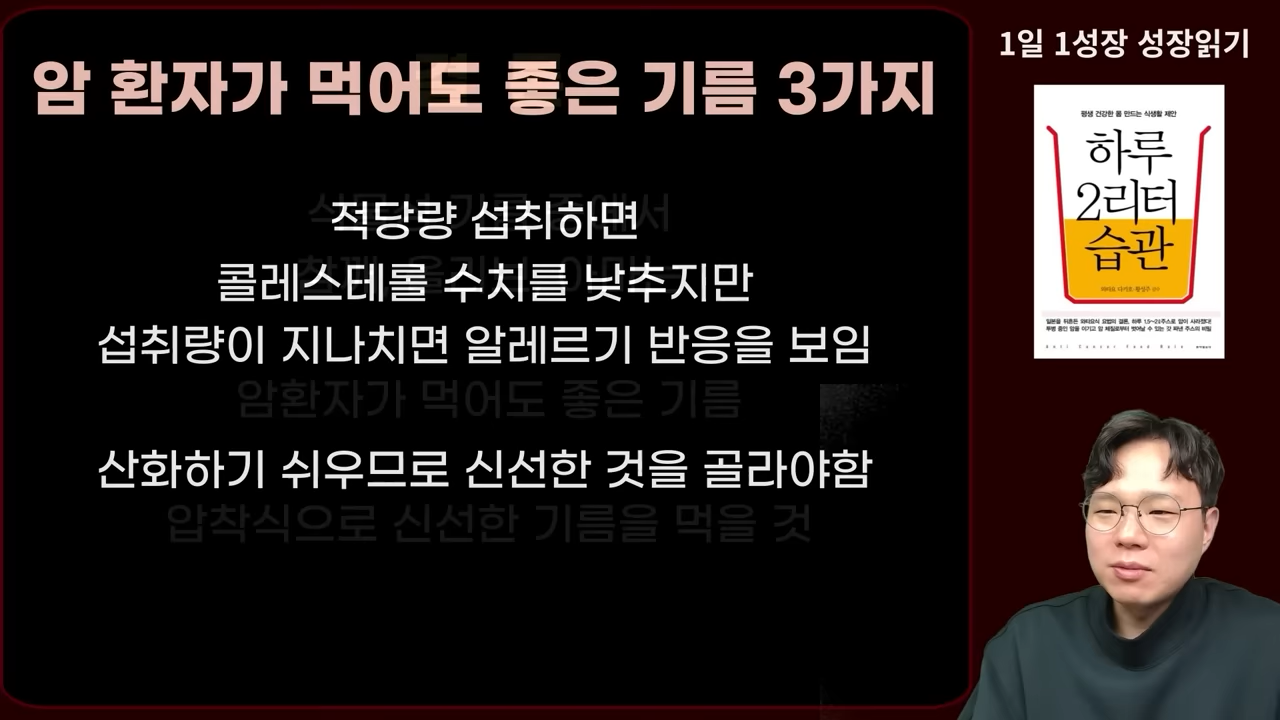 암 환자가 먹어도 좋은 기름 3가지
적당량 섭취하면
콜레스테롤 수치를 낮추지만
섭취량이 지나치면 알레르기 반응을 보임
암환자가 먹어도 좋은 기름
산화하기 쉬우므로 신선한 것을 골라야함
압착식으로 신선한 기름을 먹을 것
1일 1성장 성장읽기
평생 건강한 몸 만드는 식생활 제안
하루
2리터
습관